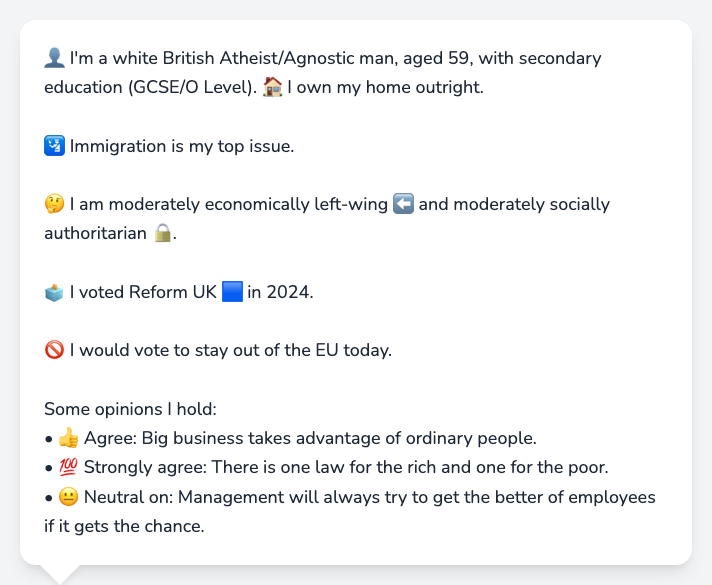 👤 I'm a white British Atheist/Agnostic man, aged 59, with secondary
education (GCSE/O Level). 🏠 I own my home outright.
🛂 Immigration is my top issue.
🤔 I am moderately economically left-wing ⬅️ and moderately socially
authoritarian 🔒.
🗳️ I voted Reform UK 🟦 in 2024.
🚫 I would vote to stay out of the EU today.
Some opinions I hold:
• 👍 Agree: Big business takes advantage of ordinary people.
• 💯 Strongly agree: There is one law for the rich and one for the poor.
• 😐 Neutral on: Management will always try to get the better of employees
if it gets the chance.